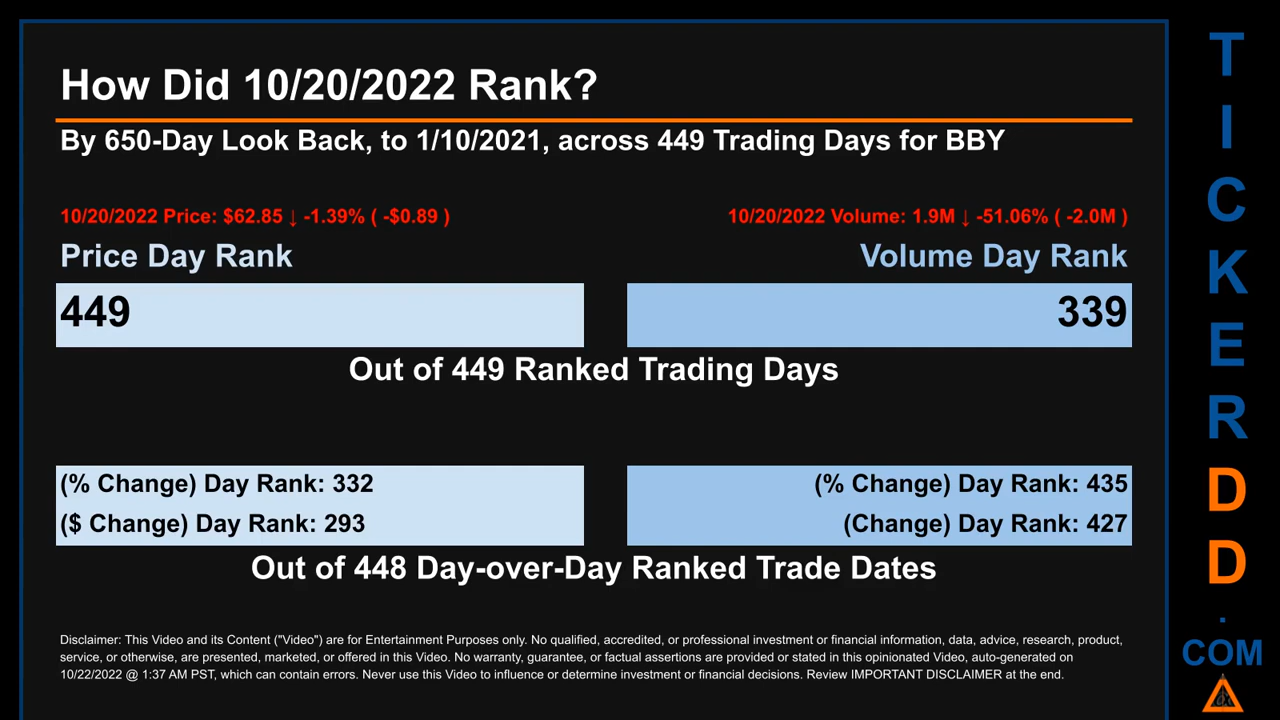 How Did 10/20/2022 Rank?
By 650-Day Look Back, to 1/10/2021, across 449 Trading Days for BBY
10/20/2022 Price: $62.85 ↓ -1.39% ( -$0.89 )
10/20/2022 Volume: 1.9M ↓ -51.06% ( -2.0M )
Price Day Rank
Volume Day Rank
449
339
Out of 449 Ranked Trading Days
(% Change) Day Rank: 332
($ Change) Day Rank: 293
(% Change) Day Rank: 435
(Change) Day Rank: 427
Out of 448 Day-over-Day Ranked Trade Dates
Disclaimer: This Video and its Content ("Video") are for Entertainment Purposes only. No qualified, accredited, or professional investment or financial information, data, advice, research, product,
service, or otherwise, are presented, marketed, or offered in this Video. No warranty, guarantee, or factual assertions are provided or stated in this opinionated Video, auto-generated on
10/22/2022 @ 1:37 AM PST, which can contain errors. Never use this Video to influence or determine investment or financial decisions. Review IMPORTANT DISCLAIMER at the end.
T
I
C
K
E
R
D
D
.
COM